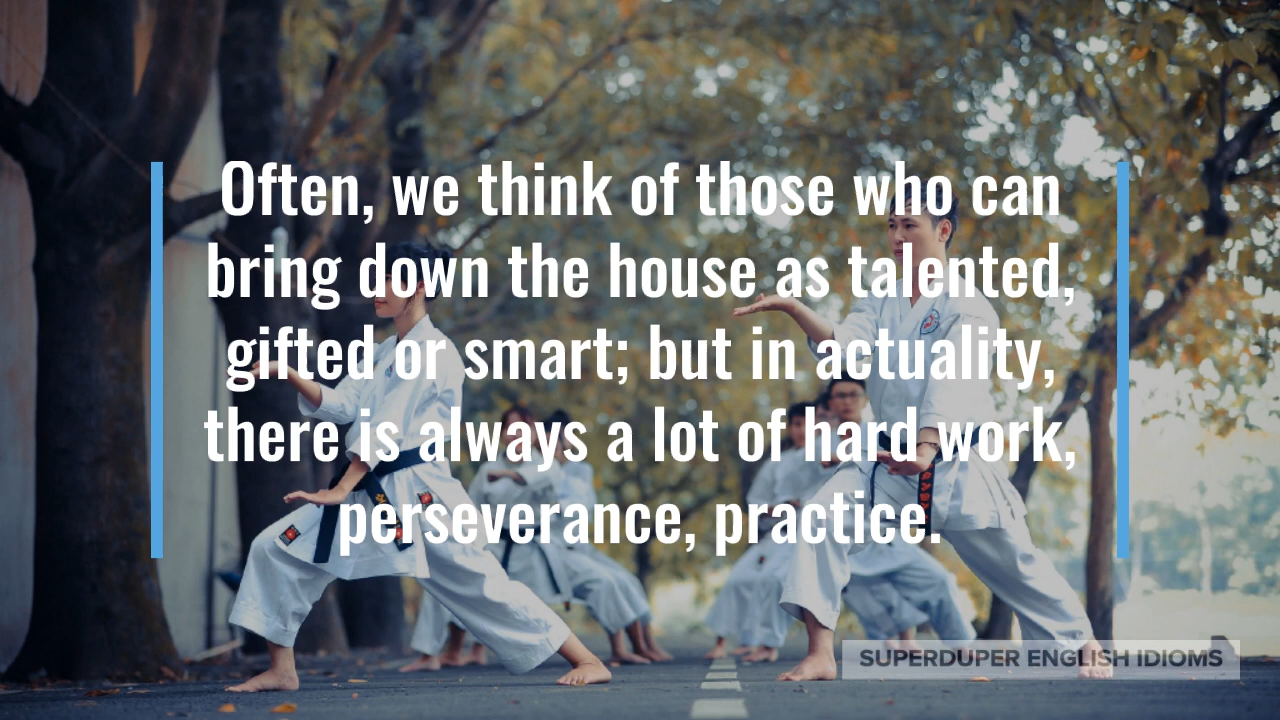 Often, we think of those who can
bring down the house as talented,
gifted or smart; but in actuality,
there is always a lot of hard work,
perseverance, practice.
SUPERDUPER ENGLISH IDIOMS